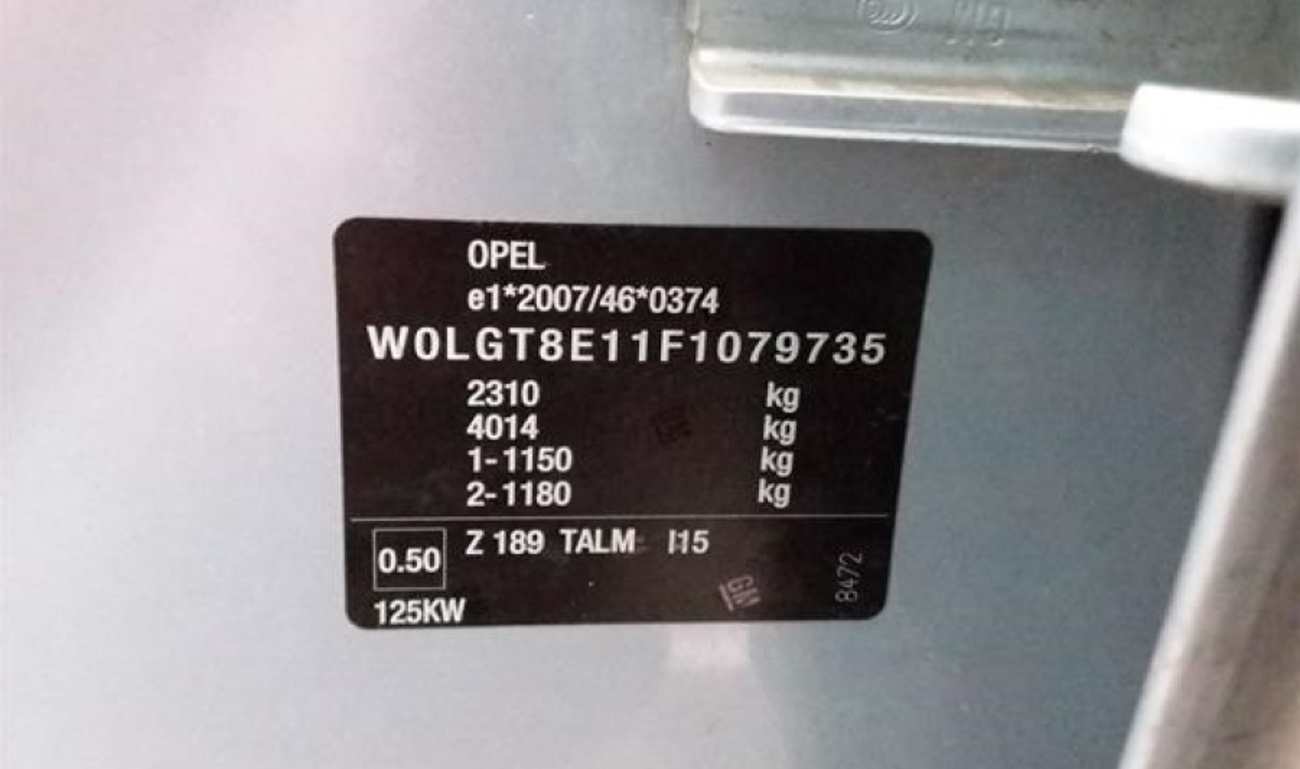 OPEL
e1*2007/46*0374
W0LGT8E11F1079735
2310 kg
4014 kg
1-1150 kg
2-1180 kg
0.50 Z 189 TALM I15
125KW
8472
GM